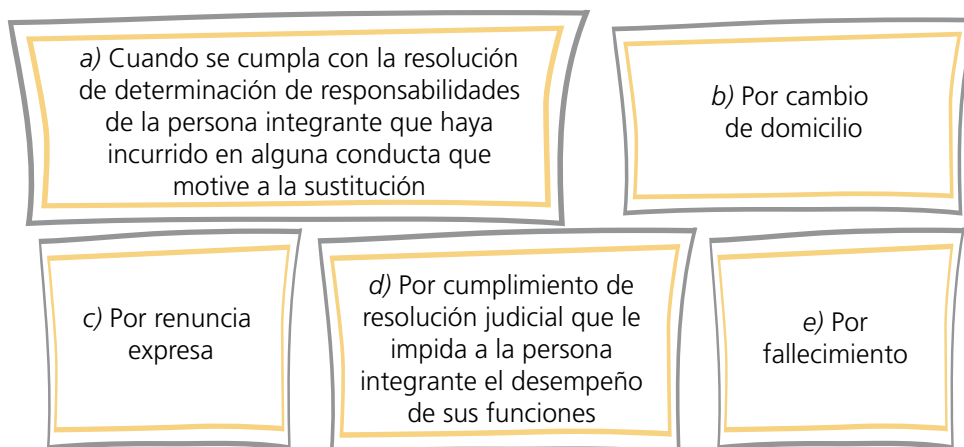 a) Cuando se cumpla con la resolución
de determinación de responsabilidades
de la persona integrante que haya
incurrido en alguna conducta que
motive a la sustitución
b) Por cambio
de domicilio
c) Por renuncia
expresa
d) Por cumplimiento de
resolución judicial que le
impida a la persona
integrante el desempeño
de sus funciones
e) Por
fallecimiento